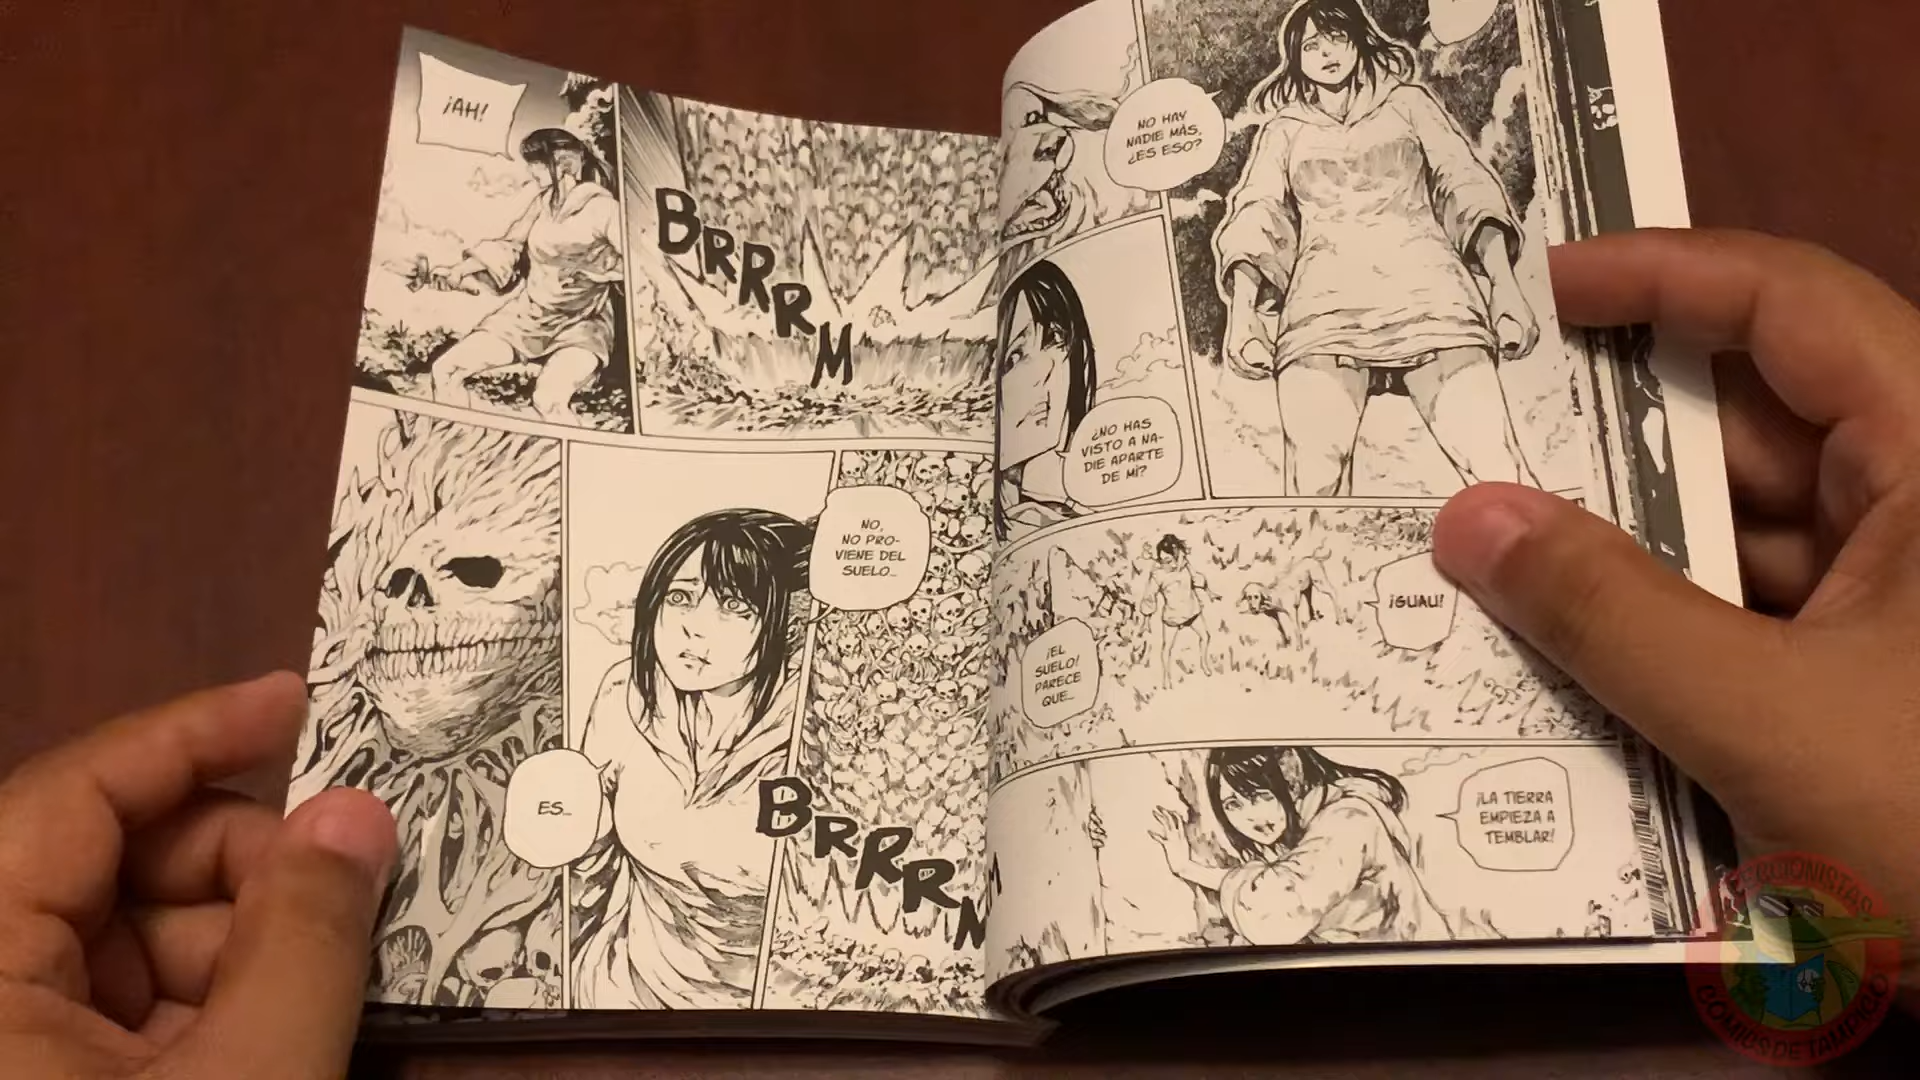 ¡AH!
BRRRM
NO,
NO PRO-
VIENE DEL
SUELO...
ES...
BRRRM
NO HAY
NADIE MÁS,
¿ES ESO?
¿NO HAS
VISTO A NA-
DIE APARTE
DE MÍ?
¡GUAU!
¡EL
SUELO!
PARECE
QUE...
¡LA TIERRA
EMPIEZA A
TEMBLAR!
COMICS DE TAMPICO